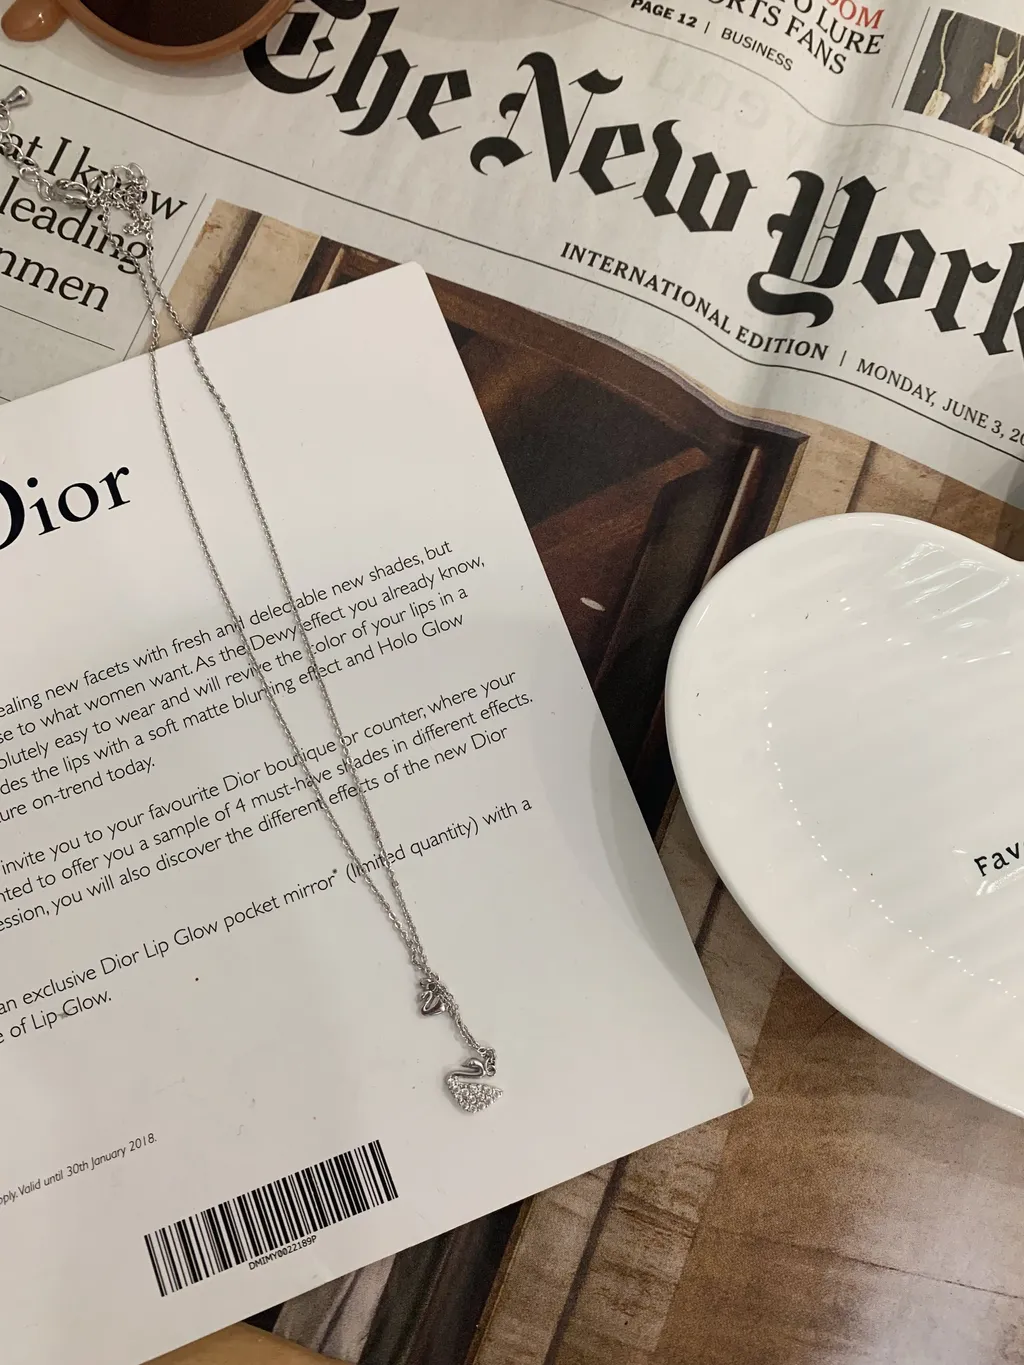 OOM
O LURE
ORTS FANS
PAGE 12 | BUSINESS
The New York
INTERNATIONAL EDITION | MONDAY, JUNE 3, 20
at I know
leading
nmen
Dior
ealing new facets with fresh and delectable new shades, but
se to what women want. As the Dewy effect you already know,
olutely easy to wear and will revive the color of your lips in a
des the lips with a soft matte blurring effect and Holo Glow
ure on-trend today.
invite you to your favourite Dior boutique or counter, where your
nted to offer you a sample of 4 must-have shades in different effects.
ession, you will also discover the different effects of the new Dior
an exclusive Dior Lip Glow pocket mirror* (limited quantity) with a
e of Lip Glow.
pply. Valid until 30th January 2018.
DMIMY0022189P
Fav